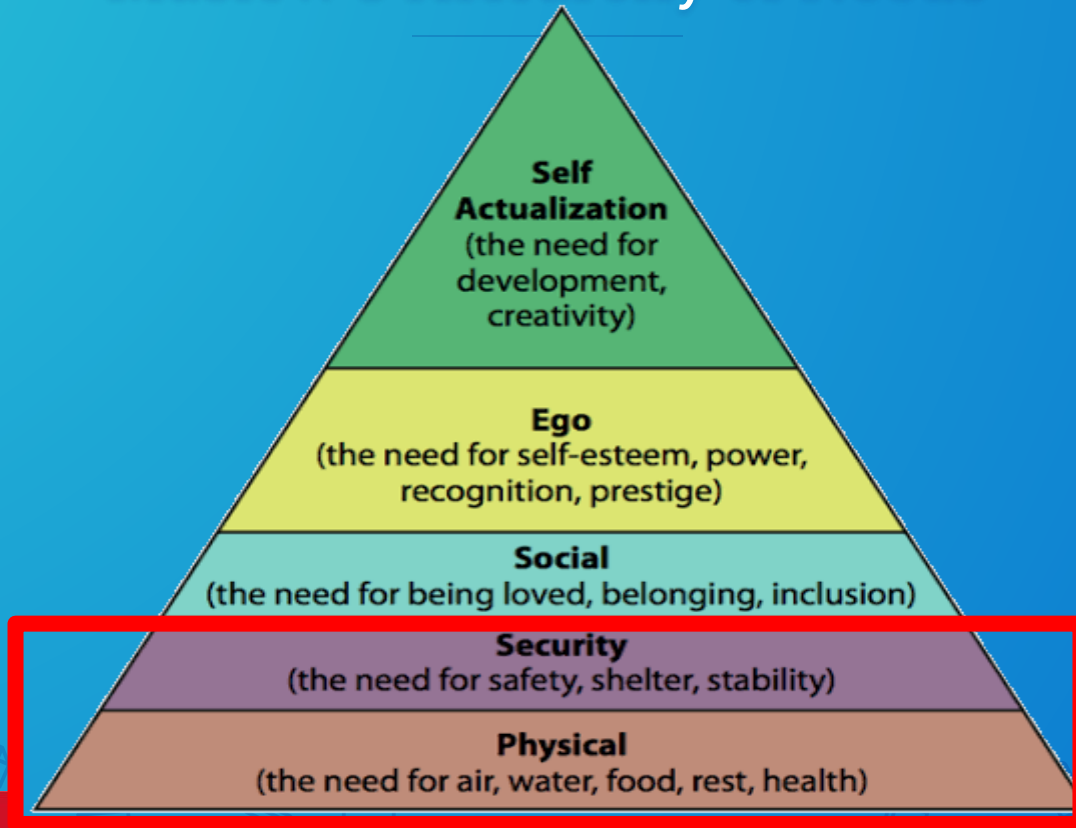 Self
Actualization
(the need for
development,
creativity)
Ego
(the need for self-esteem, power,
recognition, prestige)
Social
(the need for being loved, belonging, inclusion)
Security
(the need for safety, shelter, stability)
Physical
(the need for air, water, food, rest, health)